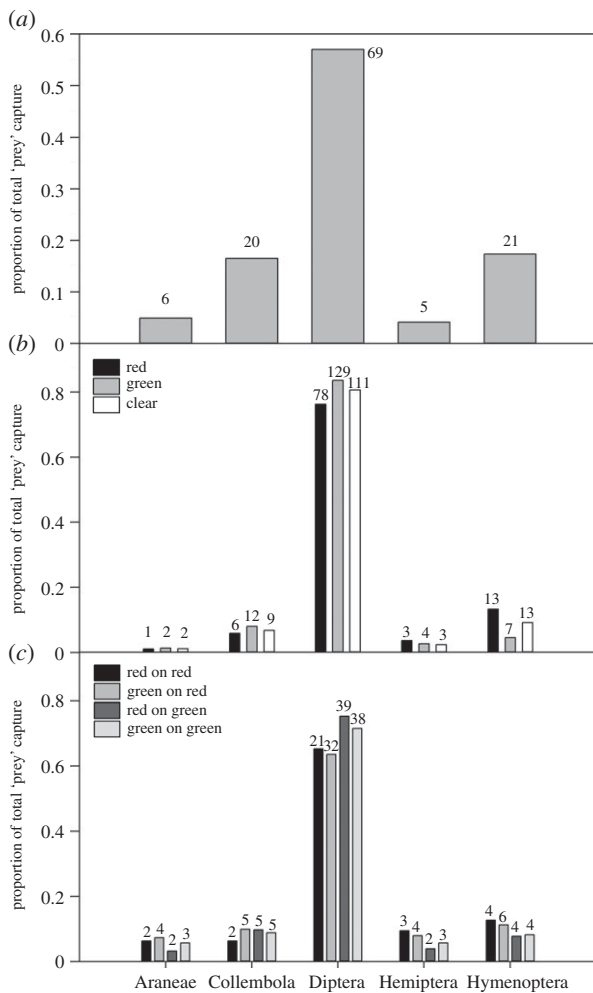 (a)
proportion of total 'prey' capture
0.6
0.5
0.4
0.3
0.2
0.1
0
6
20
69
5
21
(b)
proportion of total 'prey' capture
0.8
0.6
0.4
0.2
0
red
green
clear
1 2 2
6 12 9
78 129 111
3 4 3
13 7 13
(c)
proportion of total 'prey' capture
0.8
0.6
0.4
0.2
0
red on red
green on red
red on green
green on green
2 4 2 3
2 5 5 5
21 32 39 38
3 4 2 3
4 6 4 4
Araneae Collembola Diptera Hemiptera Hymenoptera